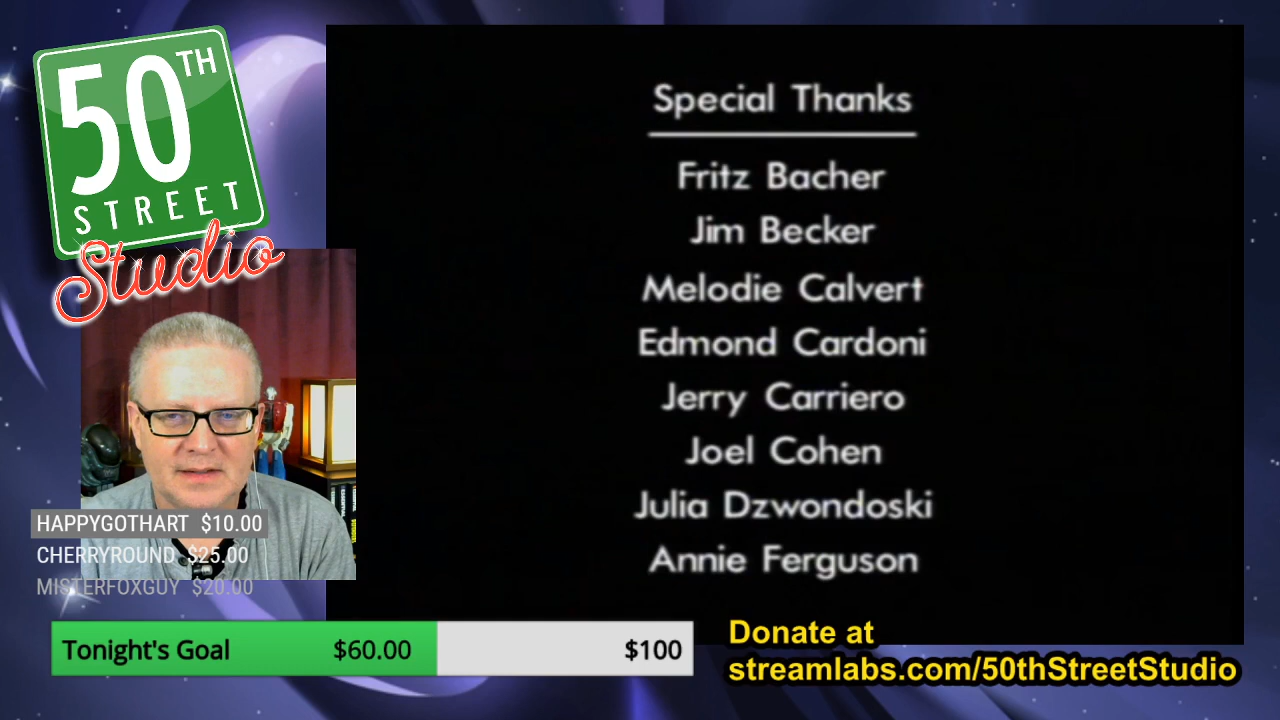 50TH
STREET
Studio
Special Thanks
Fritz Bacher
Jim Becker
Melodie Calvert
Edmond Cardoni
Jerry Carriero
Joel Cohen
Julia Dzwondoski
Annie Ferguson
HAPPYGOTHART $10.00
CHERRYROUND $25.00
MISTERFOXGUY $20.00
Tonight's Goal $60.00 $100
Donate at
streamlabs.com/50thStreetStudio